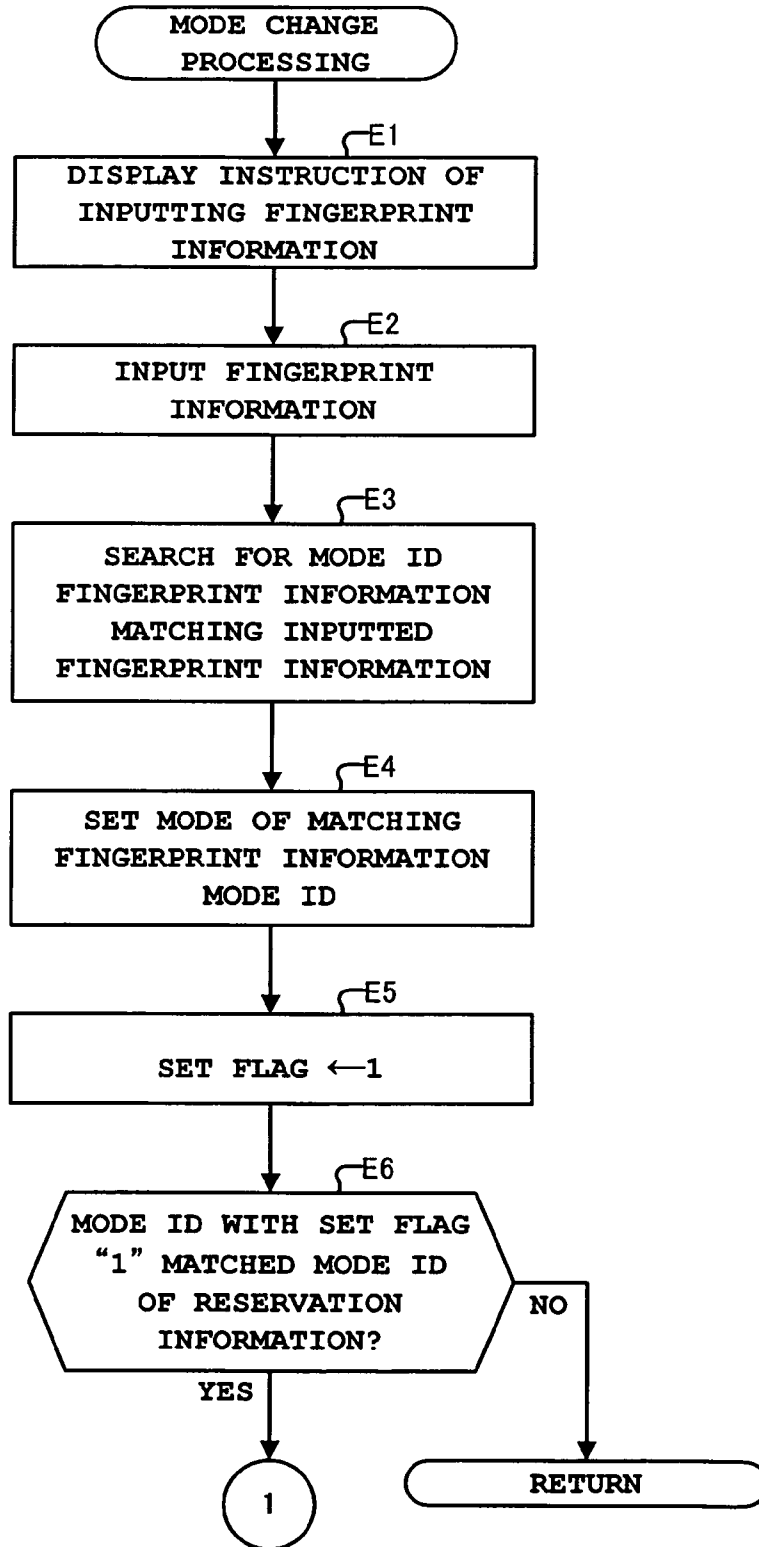 MODE CHANGE
PROCESSING
E1
DISPLAY INSTRUCTION OF
INPUTTING FINGERPRINT
INFORMATION
E2
INPUT FINGERPRINT
INFORMATION
E3
SEARCH FOR MODE ID
FINGERPRINT INFORMATION
MATCHING INPUTTED
FINGERPRINT INFORMATION
E4
SET MODE OF MATCHING
FINGERPRINT INFORMATION
MODE ID
E5
SET FLAG ←1
E6
MODE ID WITH SET FLAG
“1” MATCHED MODE ID
OF RESERVATION
INFORMATION?
NO
YES
1
RETURN